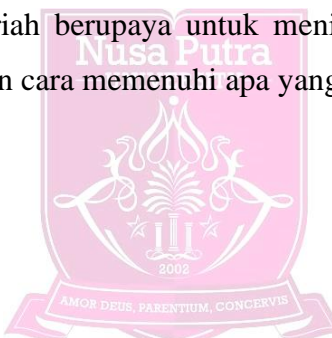 riah berupaya untuk meni
n cara memenuhi apa yang
Nusa Putra
2002
AMOR DEUS, PARENTIUM, CONCERVIS